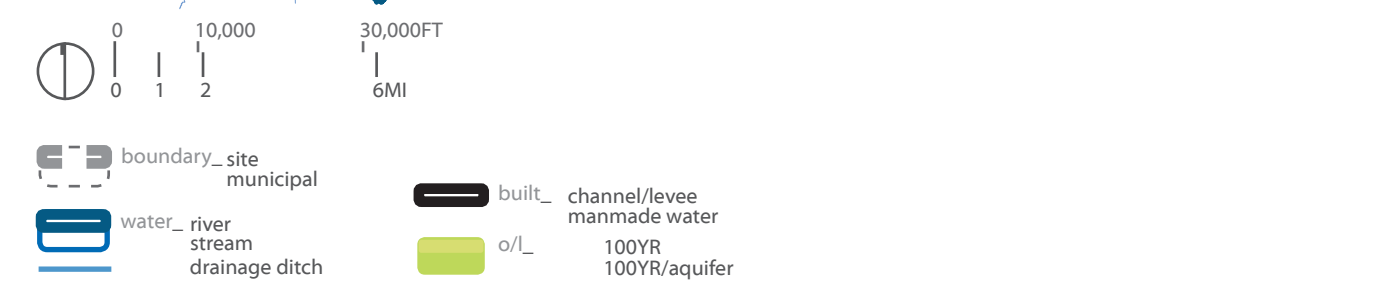 0 10,000 30,000FT
0 1 2 6MI
boundary_ site
municipal
water_ river
stream
drainage ditch
built_ channel/levee
manmade water
o/l_ 100YR
100YR/aquifer